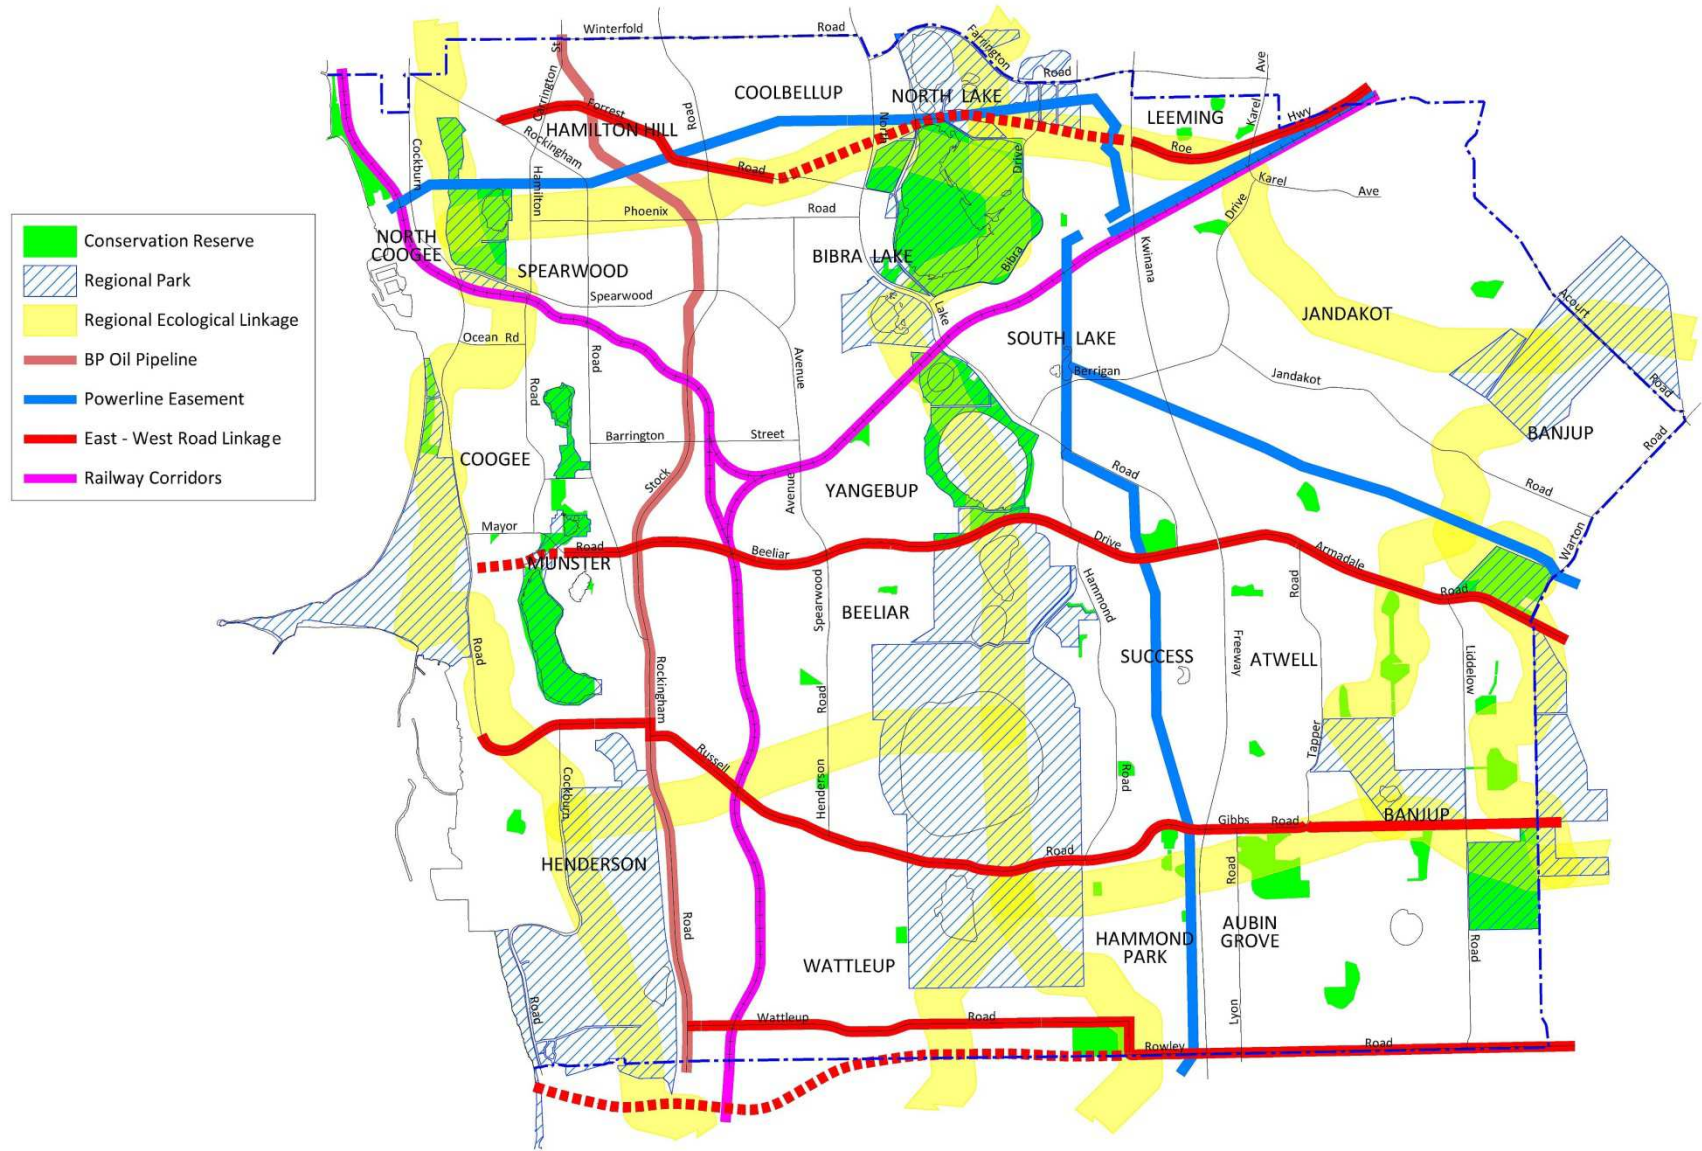 Winterfold
Road
St
Carrington
Farrington
Road
Ave
COOLBELLUP
NORTH LAKE
Karel
Hwy
LEEMING
Forrest
Road
HAMILTON HILL
Rockingham
North
Roe
Cockburn
Road
Drive
Hamilton
Karel
Ave
Phoenix
Road
Drive
Conservation Reserve
NORTH
COOGEE
Kwinana
BIBRA LAKE
Bibra
SPEARWOOD
Regional Park
Spearwood
Lake
Acourt
JANDAKOT
Regional Ecological Linkage
Ocean Rd
SOUTH LAKE
BP Oil Pipeline
Road
Avenue
Berrigan
Jandakot
Road
Road
Powerline Easement
East - West Road Linkage
Barrington
Street
BANJUP
Road
COOGEE
Railway Corridors
Stock
Avenue
YANGEBUP
Road
Road
Mayor
Road
Beeliar
Drive
Armadale
Warton
MUNSTER
Spearwood
Hammond
Road
Road
BEELIAR
Road
Rockingham
SUCCESS
Freeway
ATWELL
Liddelow
Road
Russell
Tapper
Cockburn
Henderson
Road
Gibbs
Road
BANJUP
HENDERSON
Road
Road
Road
HAMMOND
PARK
AUBIN
GROVE
Road
WATTLEUP
Road
Lyon
Wattleup
Road
Rowley
Road